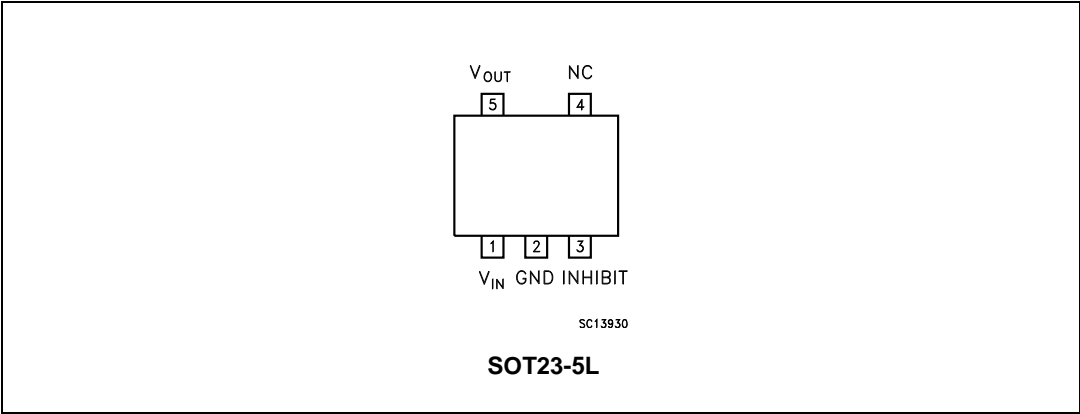 VOUT NC
5 4
1 2 3
VIN GND INHIBIT
SC13930
SOT23-5L